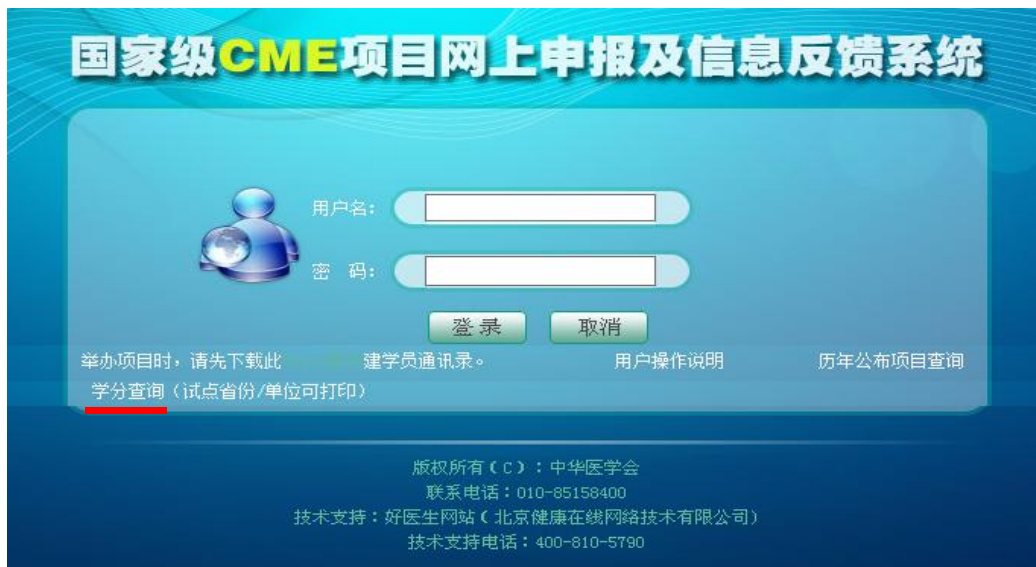 国家级CME项目网上申报及信息反馈系统
用户名：
密 码：
登 录 取消
举办项目时，请先下载此 建学员通讯录。 用户操作说明 历年公布项目查询
学分查询（试点省份/单位可打印）
版权所有(C)：中华医学会
联系电话：010-85158400
技术支持：好医生网站(北京健康在线网络技术有限公司)
技术支持电话：400-810-5790